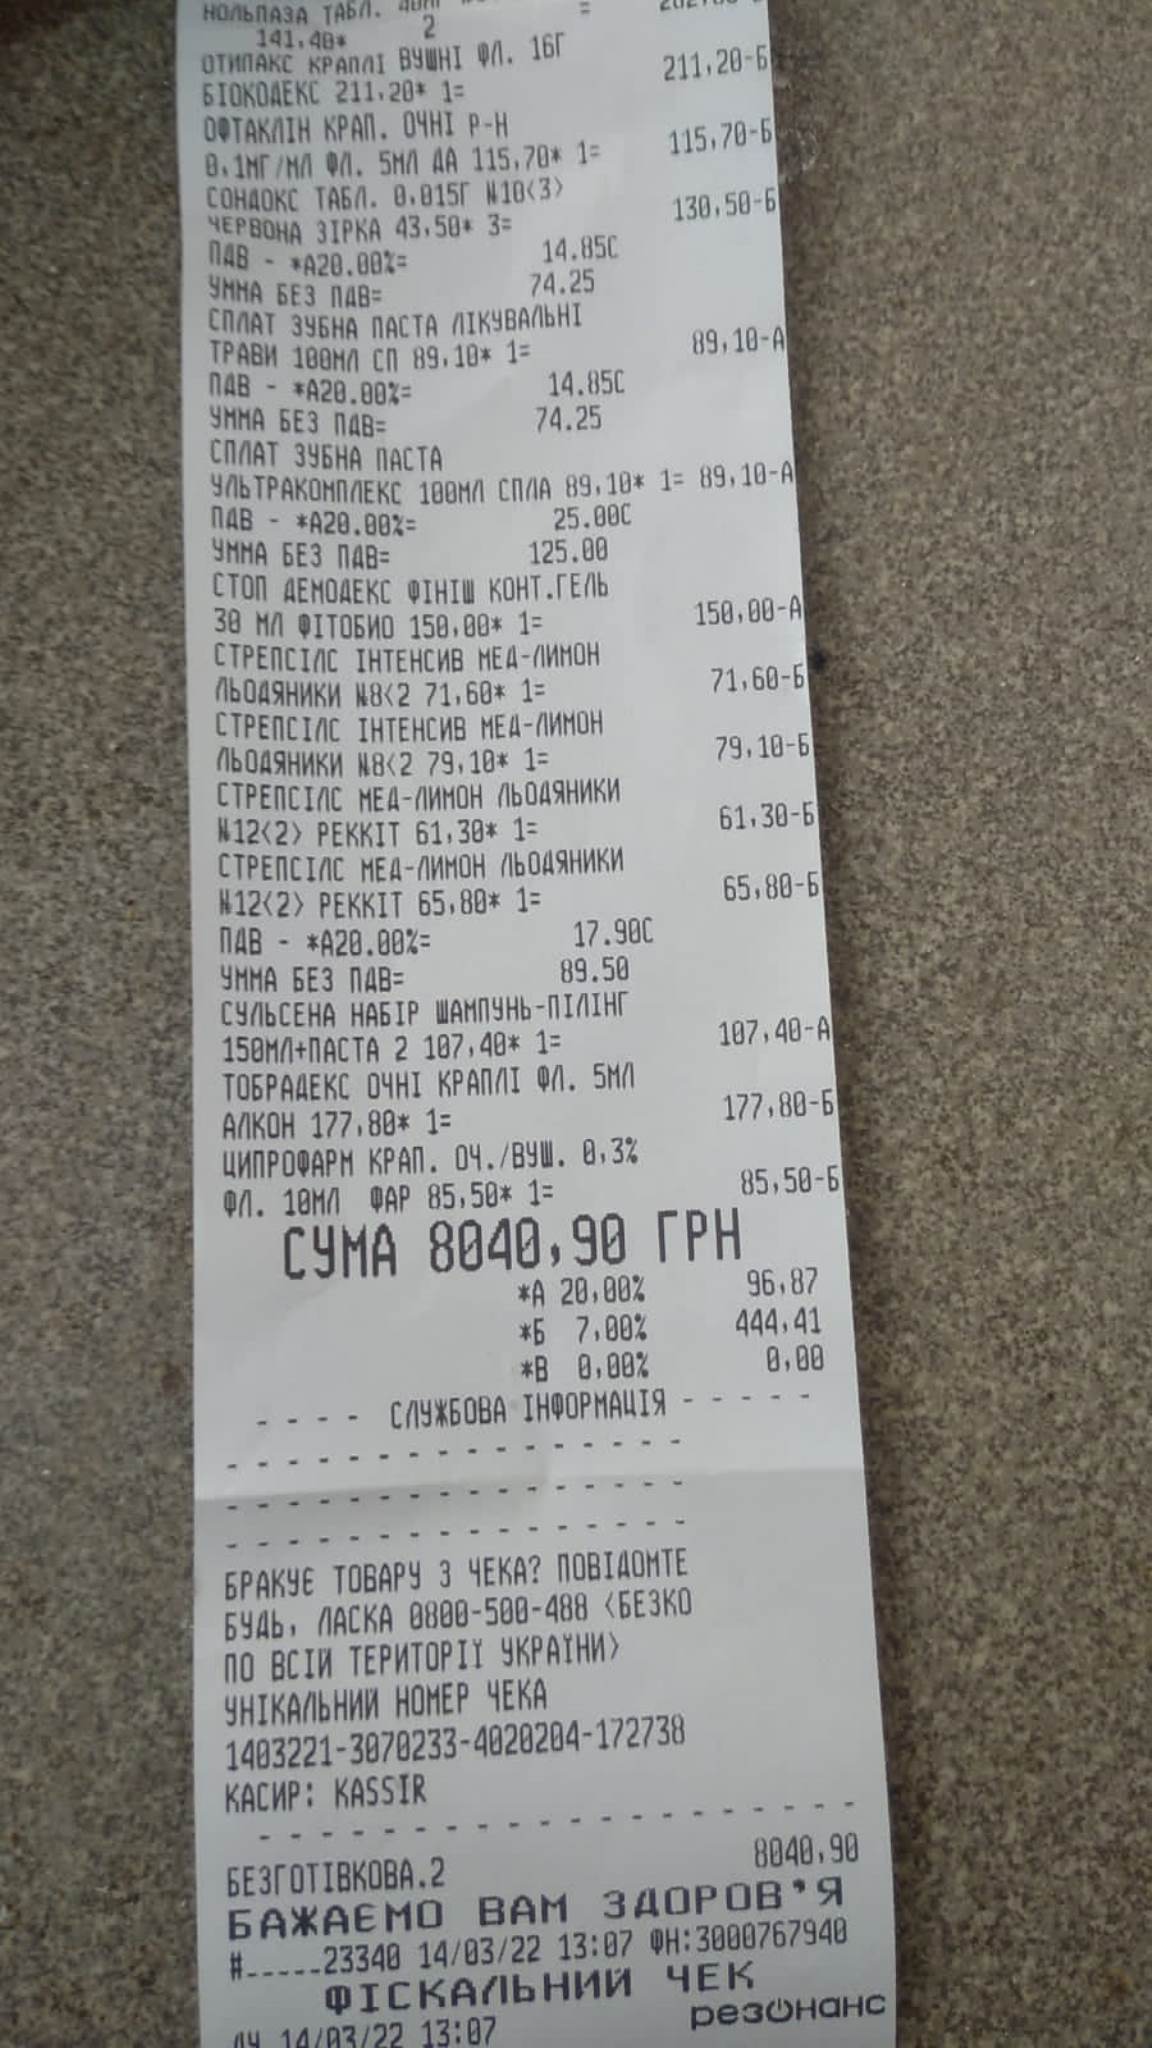 НОЛЬПАЗА ТАБЛ.
141,40* 2 =
ОТИПАКС КРАПЛІ ВУШНІ ФЛ. 16Г
БІОКОДЕКС 211,20* 1= 211,20-Б
ОФТАКЛІН КРАП. ОЧНІ Р-Н
0,1МГ/МЛ ФЛ. 5МЛ ДА 115,70* 1= 115,70-Б
СОНДОКС ТАБЛ. 0,015Г №10(3)
ЧЕРВОНА ЗІРКА 43,50* 3= 130,50-Б
ПДВ - *А20.00%= 14.85С
УММА БЕЗ ПДВ= 74.25
СПЛАТ ЗУБНА ПАСТА ЛІКУВАЛЬНІ
ТРАВИ 100МЛ СП 89,10* 1= 89,10-А
ПДВ - *А20.00%= 14.85С
УММА БЕЗ ПДВ= 74.25
СПЛАТ ЗУБНА ПАСТА
УЛЬТРАКОМПЛЕКС 100МЛ СПЛА 89,10* 1= 89,10-А
ПДВ - *А20.00%= 25.00С
УММА БЕЗ ПДВ= 125.00
СТОП ДЕМОДЕКС ФІНІШ КОНТ.ГЕЛЬ
30 МЛ ФІТОБИО 150,00* 1= 150,00-А
СТРЕПСІЛС ІНТЕНСИВ МЕД-ЛИМОН
ЛЬОДЯНИКИ №8(2 71,60* 1= 71,60-Б
СТРЕПСІЛС ІНТЕНСИВ МЕД-ЛИМОН
ЛЬОДЯНИКИ №8(2 79,10* 1= 79,10-Б
СТРЕПСІЛС МЕД-ЛИМОН ЛЬОДЯНИКИ
№12(2) РЕККІТ 61,30* 1= 61,30-Б
СТРЕПСІЛС МЕД-ЛИМОН ЛЬОДЯНИКИ
№12(2) РЕККІТ 65,80* 1= 65,80-Б
ПДВ - *А20.00%= 17.90С
УММА БЕЗ ПДВ= 89.50
СУЛЬСЕНА НАБІР ШАМПУНЬ-ПІЛІНГ
150МЛ+ПАСТА 2 107,40* 1= 107,40-А
ТОБРАДЕКС ОЧНІ КРАПЛІ ФЛ. 5МЛ
АЛКОН 177,80* 1= 177,80-Б
ЦИПРОФАРМ КРАП. ОЧ./ВУШ. 0,3%
ФЛ. 10МЛ ФАР 85,50* 1= 85,50-Б
СУМА 8040,90 ГРН
*А 20,00% 96,87
*Б 7,00% 444,41
*В 0,00% 0,00
- - - - СЛУЖБОВА ІНФОРМАЦІЯ - - - - -
- - - - - - - - - - - - - - - -
- - - - - - - - - - - - - - - -
- - - - - - - - - - - - - - - -
БРАКУЄ ТОВАРУ З ЧЕКА? ПОВІДОМТЕ
БУДЬ, ЛАСКА 0800-500-488 (БЕЗКО
ПО ВСІЙ ТЕРИТОРІЇ УКРАЇНИ)
УНІКАЛЬНИЙ НОМЕР ЧЕКА
1403221-3070233-4020204-172738
КАСИР: KASSIR
- - - - - - - - - - - - - - - - - - - -
БЕЗГОТІВКОВА.2 8040,90
БАЖАЄМО ВАМ ЗДОРОВ'Я
#_____23340 14/03/22 13:07 ФН:3000767940
ФІСКАЛЬНИЙ ЧЕК
14/03/22 13:07 резонанс